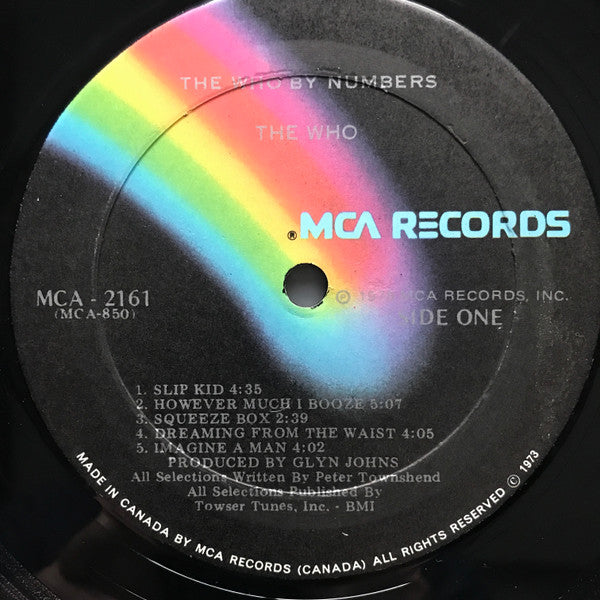 THE WHO BY NUMBERS
THE WHO
® MCA RECORDS
MCA - 2161
(MCA-850)
℗ MCA RECORDS, INC.
SIDE ONE
1. SLIP KID 4:35
2. HOWEVER MUCH I BOOZE 5:07
3. SQUEEZE BOX 2:39
4. DREAMING FROM THE WAIST 4:05
5. IMAGINE A MAN 4:02
PRODUCED BY GLYN JOHNS
All Selections Written By Peter Townshend
All Selections Published By
Towser Tunes, Inc. - BMI
MADE IN CANADA BY MCA RECORDS (CANADA) ALL RIGHTS RESERVED © 1973